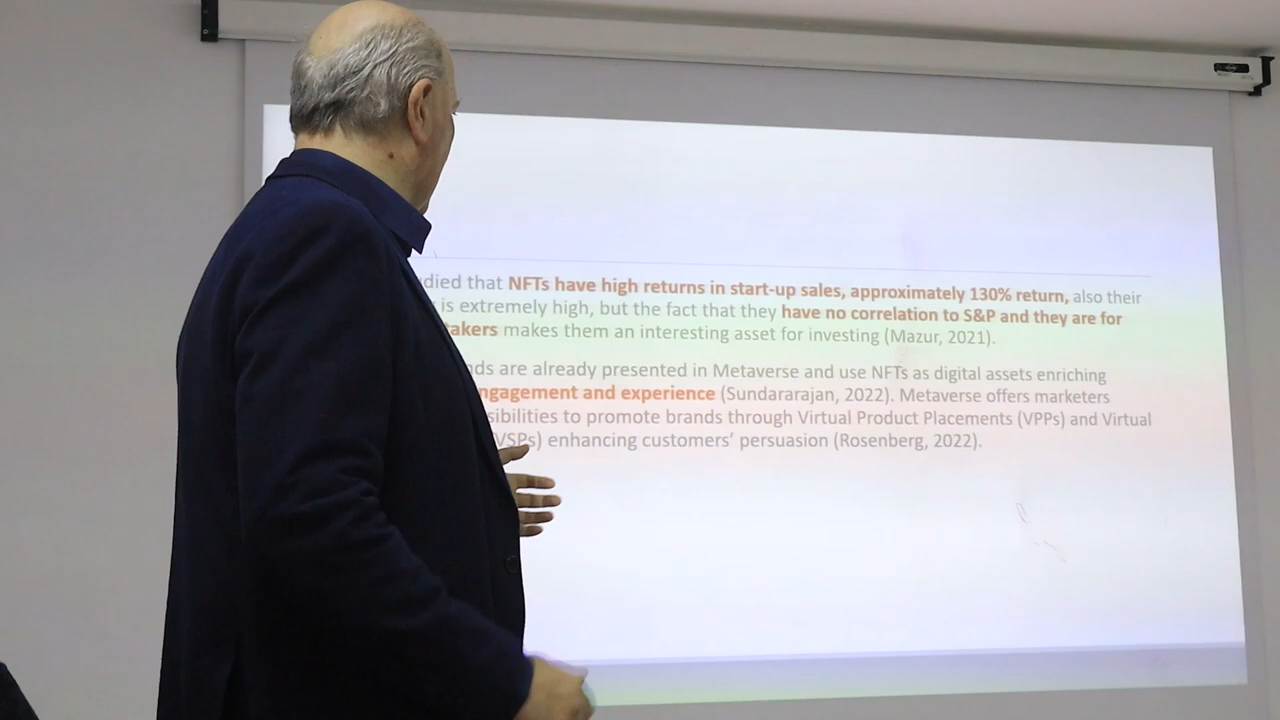 died that NFTs have high returns in start-up sales, approximately 130% return, also their
is extremely high, but the fact that they have no correlation to S&P and they are for
takers makes them an interesting asset for investing (Mazur, 2021).
nds are already presented in Metaverse and use NFTs as digital assets enriching
ngagement and experience (Sundararajan, 2022). Metaverse offers marketers
sibilities to promote brands through Virtual Product Placements (VPPs) and Virtual
(VSPs) enhancing customers’ persuasion (Rosenberg, 2022).